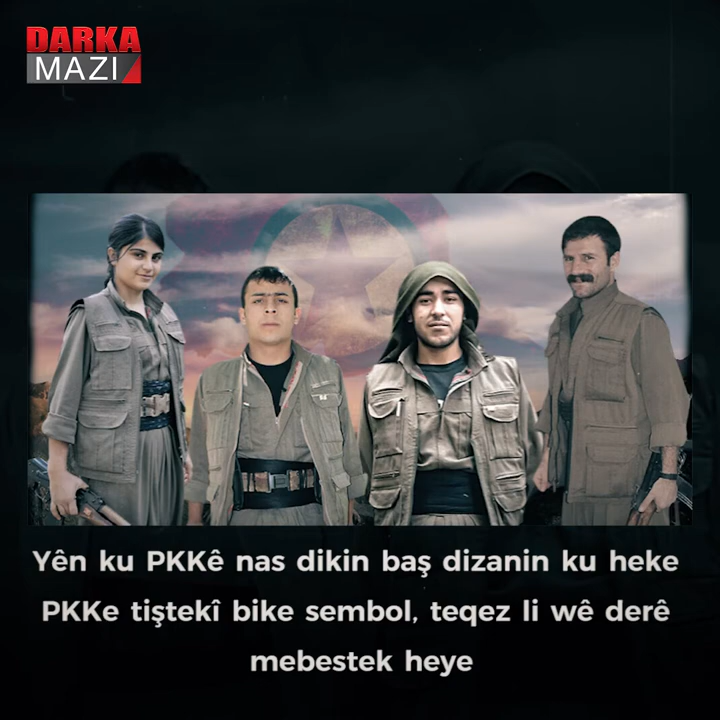 DARKA
MAZI
Yên ku PKKê nas dikin baş dizanin ku heke
PKKe tiştekî bike sembol, teqez li wê derê
mebestek heye